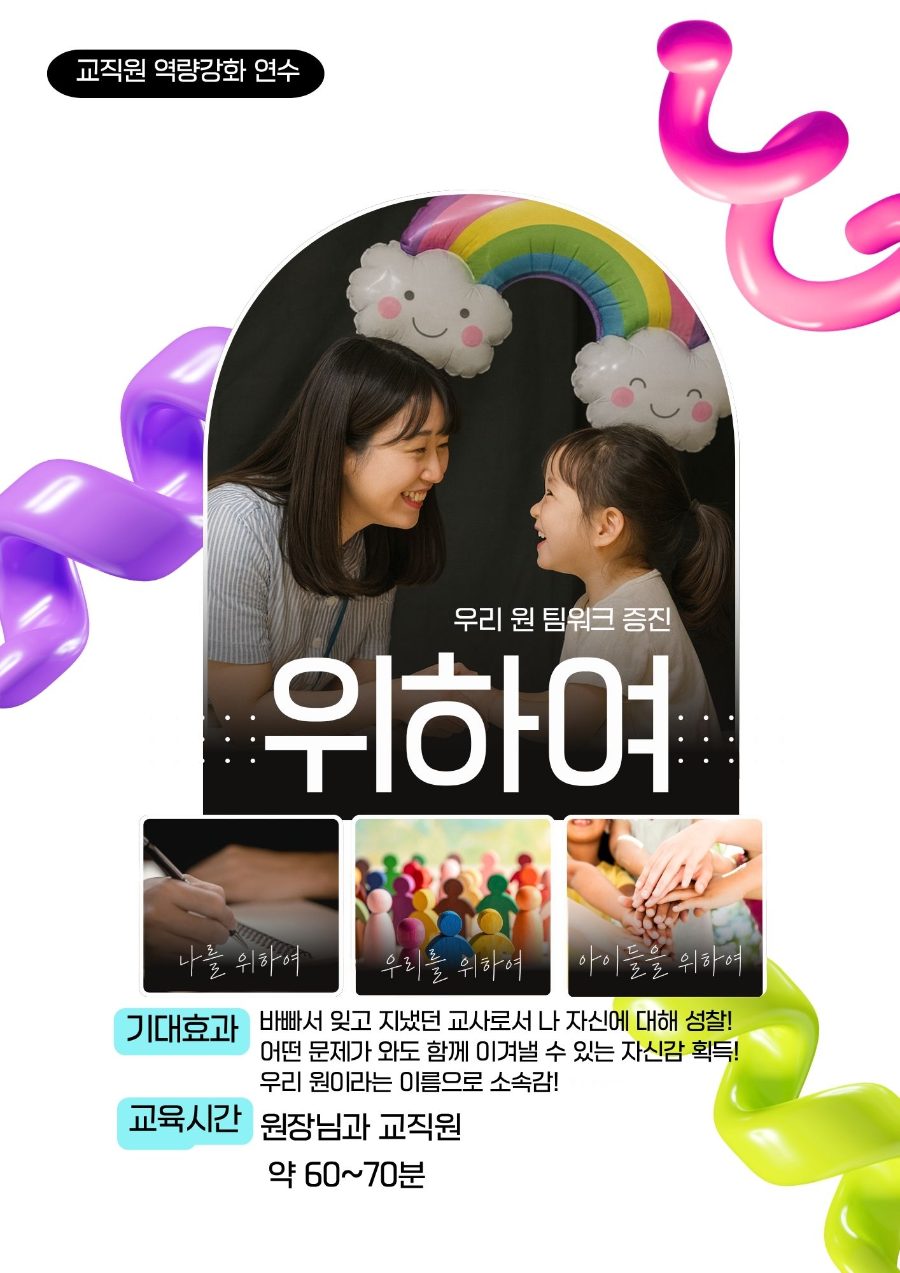 교직원 역량강화 연수
우리 원 팀워크 증진
위하여
나를 위하여
우리를 위하여
아이들을 위하여
기대효과
바빠서 잊고 지냈던 교사로서 나 자신에 대해 성찰!
어떤 문제가 와도 함께 이겨낼 수 있는 자신감 획득!
우리 원이라는 이름으로 소속감!
교육시간
원장님과 교직원
약 60~70분